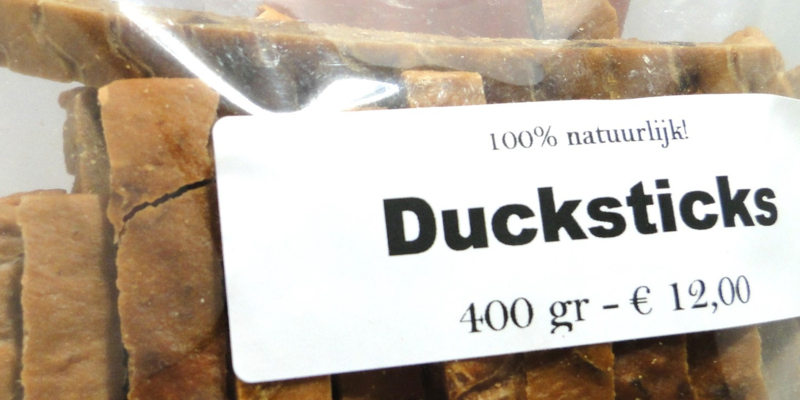 100% natuurlijk!
Ducksticks
400 gr - € 12,00